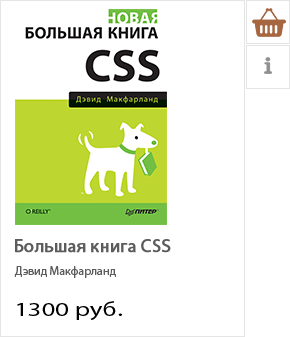 НОВАЯ
БОЛЬШАЯ КНИГА
CSS
Дэвид Макфарланд
O REILLY®
ПИТЕР®
Большая книга CSS
Дэвид Макфарланд
1300 руб.
i